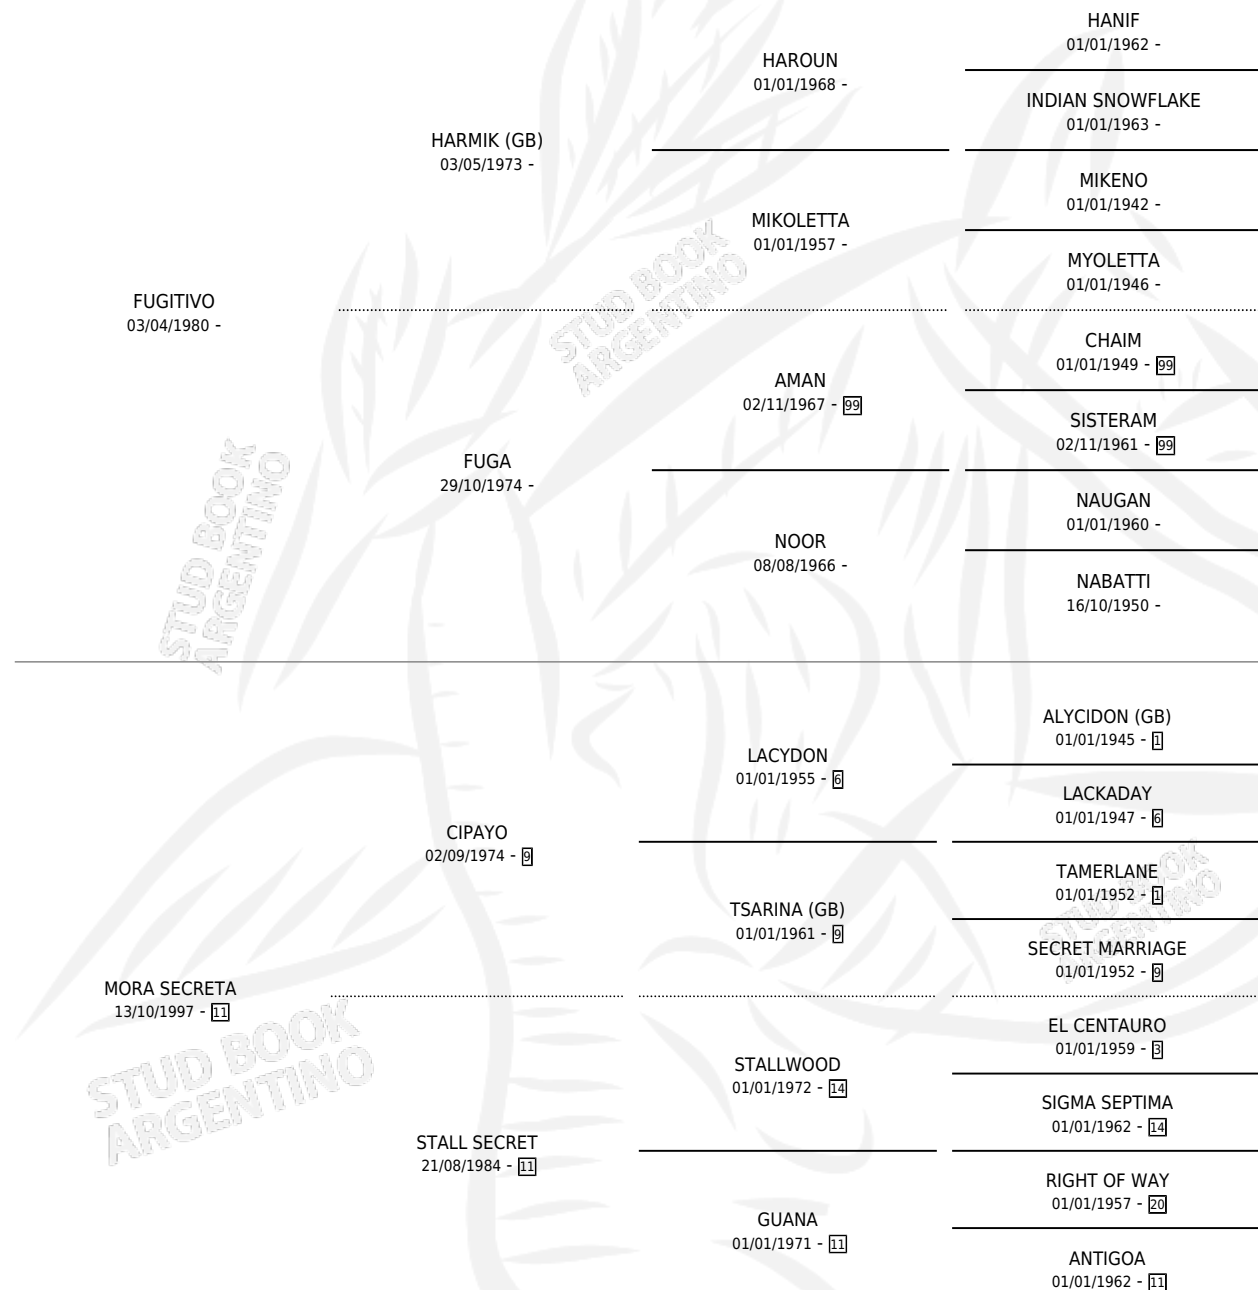 HANIF
01/01/1962 -
HAROUN
01/01/1968 -
INDIAN SNOWFLAKE
01/01/1963 -
HARMIK (GB)
03/05/1973 -
MIKENO
01/01/1942 -
MIKOLETTA
01/01/1957 -
MYOLETTA
01/01/1946 -
STUD BOOK
ARGENTINO
FUGITIVO
03/04/1980 -
CHAIM
01/01/1949 - 99
AMAN
02/11/1967 - 99
SISTERAM
02/11/1961 - 99
FUGA
29/10/1974 -
NAUGAN
01/01/1960 -
NOOR
08/08/1966 -
NABATTI
16/10/1950 -
STUD BOOK
ARGENTINO
ALYCIDON (GB)
01/01/1945 - 1
LACYDON
01/01/1955 - 6
LACKADAY
01/01/1947 - 6
CIPAYO
02/09/1974 - 9
TAMERLANE
01/01/1952 - 1
TSARINA (GB)
01/01/1961 - 9
SECRET MARRIAGE
01/01/1952 - 9
STUD BOOK
ARGENTINO
MORA SECRETA
13/10/1997 - 11
EL CENTAURO
01/01/1959 - 3
STALLWOOD
01/01/1972 - 14
SIGMA SEPTIMA
01/01/1962 - 14
STUD BOOK
ARGENTINO
STALL SECRET
21/08/1984 - 11
RIGHT OF WAY
01/01/1957 - 20
GUANA
01/01/1971 - 11
ANTIGOA
01/01/1962 - 11